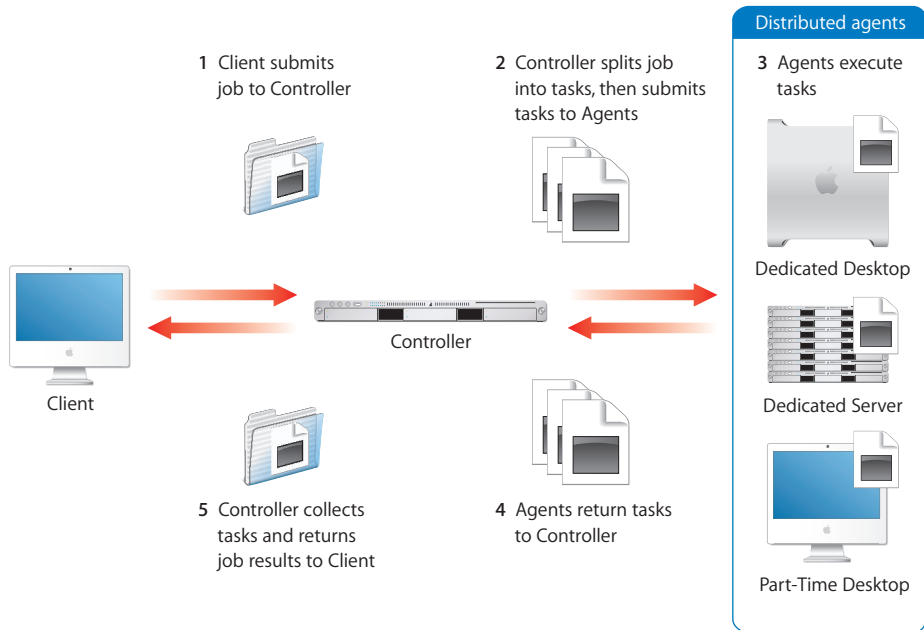 Distributed agents
1 Client submits
job to Controller
2 Controller splits job
into tasks, then submits
tasks to Agents
3 Agents execute
tasks
Dedicated Desktop
Client
Controller
Dedicated Server
5 Controller collects
tasks and returns
job results to Client
4 Agents return tasks
to Controller
Part-Time Desktop